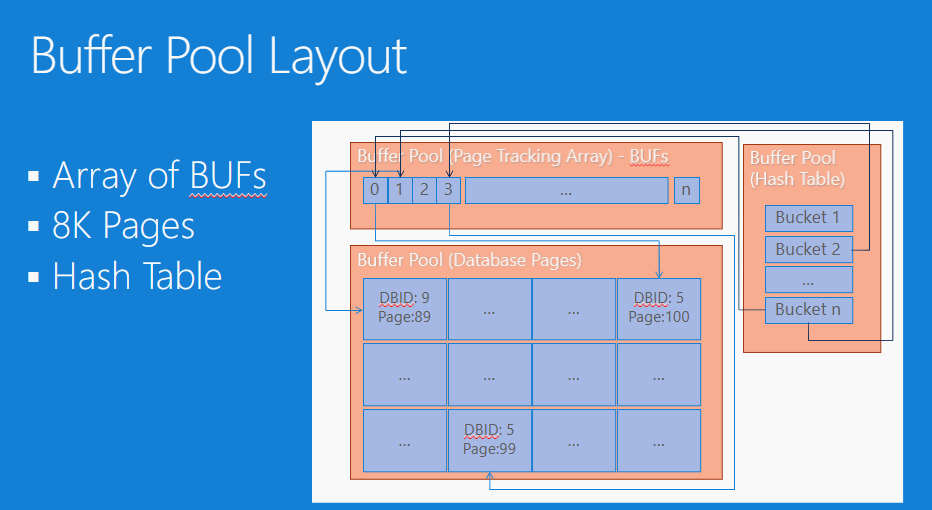 Buffer Pool Layout
▪ Array of BUFs
▪ 8K Pages
▪ Hash Table
Buffer Pool (Page Tracking Array) - BUFs
0 1 2 3 ... n
Buffer Pool (Database Pages)
DBID: 9
Page:89
...
...
DBID: 5
Page:100
...
...
...
...
...
DBID: 5
Page:99
...
...
Buffer Pool
(Hash Table)
Bucket 1
Bucket 2
...
Bucket n